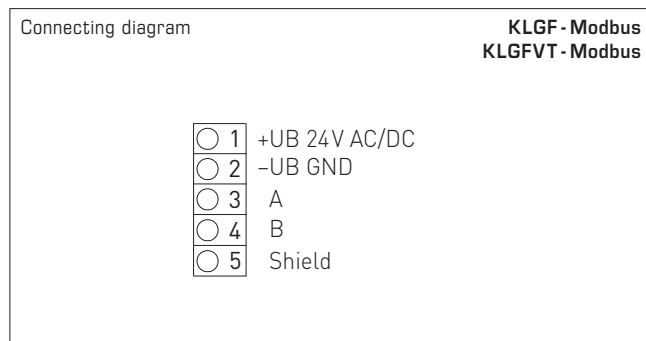 Connecting diagram
KLGF - Modbus
KLGFVT - Modbus
1 +UB 24V AC/DC
2 –UB GND
3 A
4 B
5 Shield